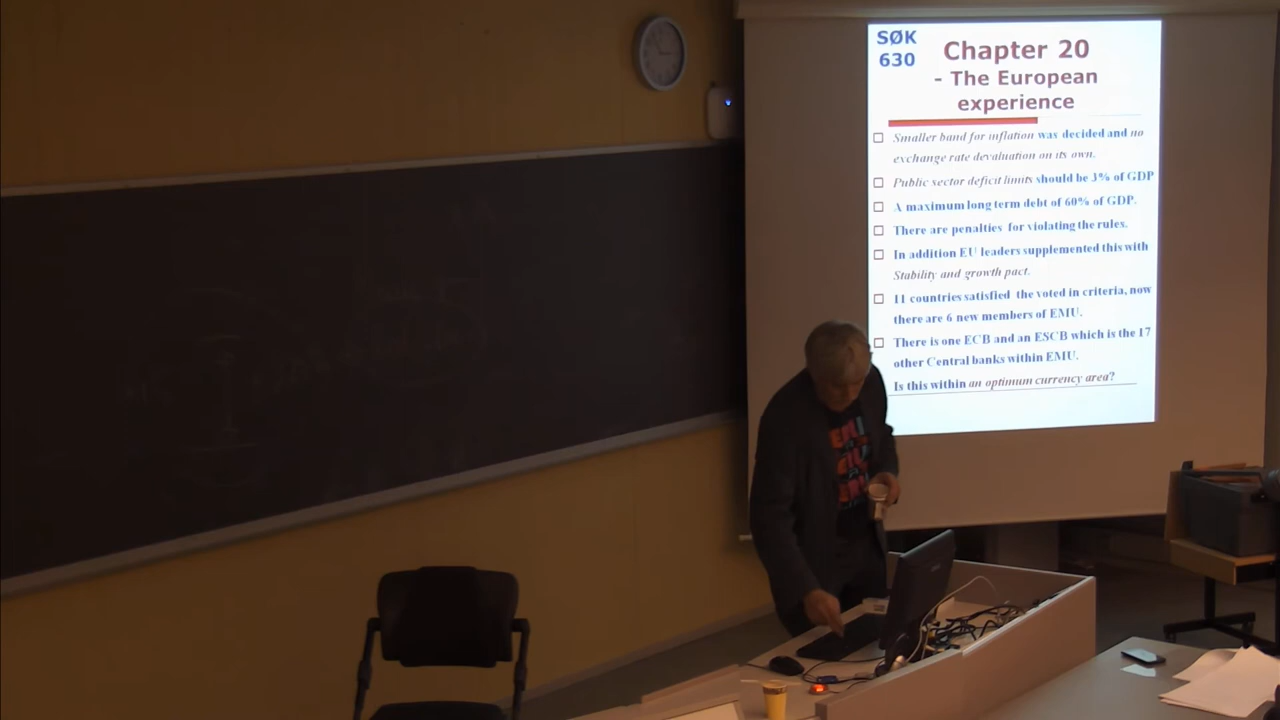 SØK
630
Chapter 20
- The European
experience
Smaller band for inflation was decided and no
exchange rate devaluation on its own.
Public sector deficit limits should be 3% of GDP
A maximum long term debt of 60% of GDP.
There are penalties for violating the rules.
In addition EU leaders supplemented this with
Stability and growth pact.
11 countries satisfied the voted in criteria, now
there are 6 new members of EMU.
There is one ECB and an ESCB which is the 17
other Central banks within EMU.
Is this within an optimum currency area?